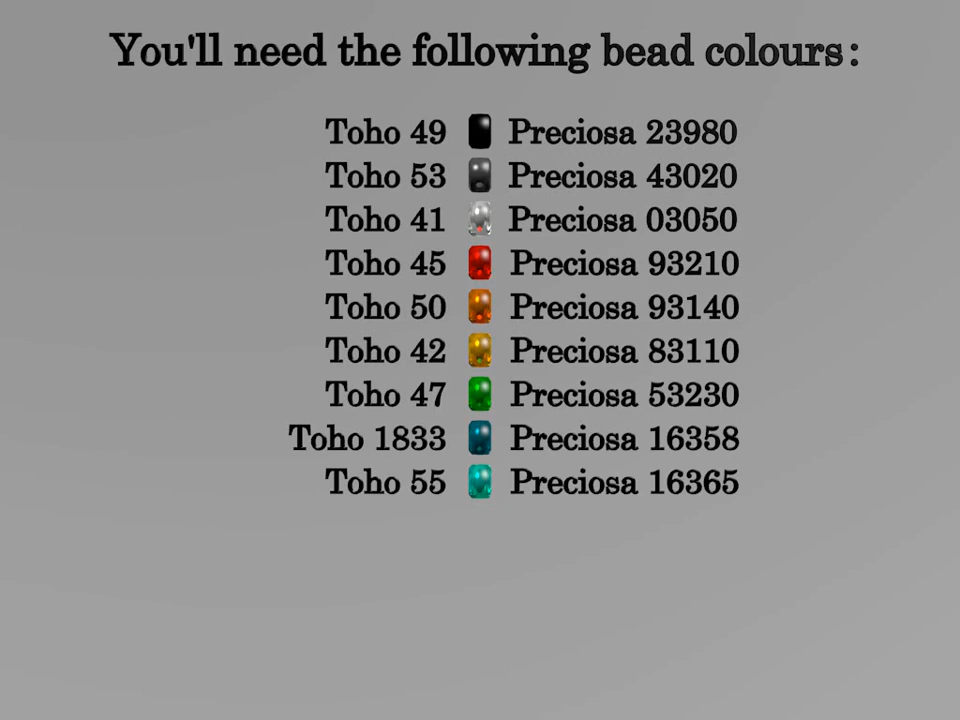 You'll need the following bead colours:
Toho 49 Preciosa 23980
Toho 53 Preciosa 43020
Toho 41 Preciosa 03050
Toho 45 Preciosa 93210
Toho 50 Preciosa 93140
Toho 42 Preciosa 83110
Toho 47 Preciosa 53230
Toho 1833 Preciosa 16358
Toho 55 Preciosa 16365